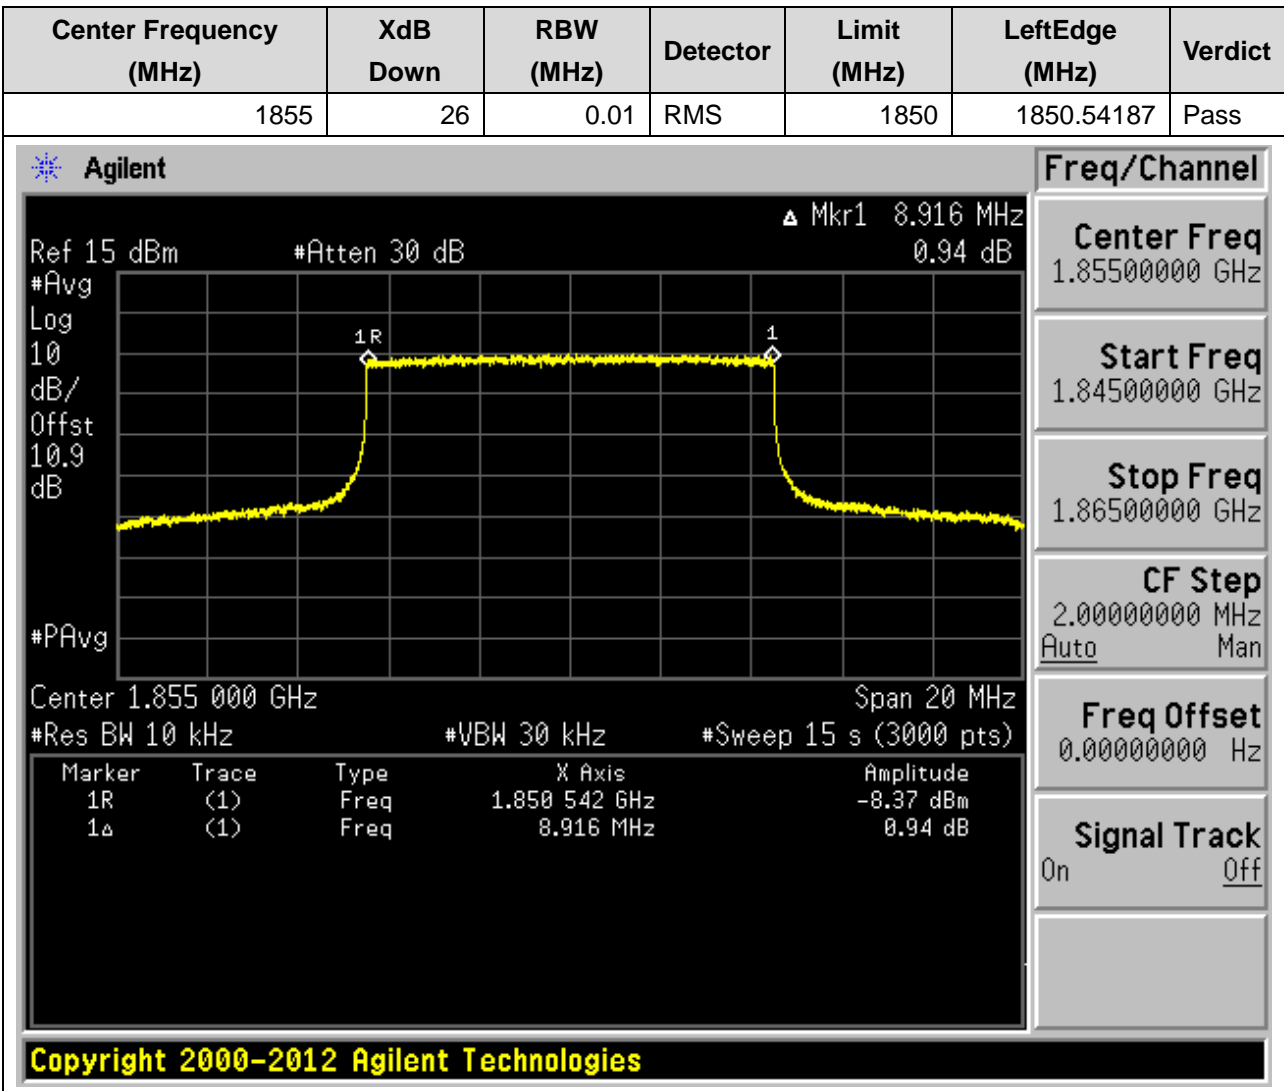 Center Frequency (MHz) XdB Down RBW (MHz) Detector Limit (MHz) LeftEdge (MHz) Verdict
1855 26 0.01 RMS 1850 1850.54187 Pass
Agilent
Freq/Channel
Δ Mkr1 8.916 MHz
Ref 15 dBm #Atten 30 dB 0.94 dB
#Avg
Log
10
dB/
Offst
10.9
dB
1R 1
#PAvg
Center 1.855 000 GHz Span 20 MHz
#Res BW 10 kHz #VBW 30 kHz #Sweep 15 s (3000 pts)
Marker Trace Type X Axis Amplitude
1R (1) Freq 1.850 542 GHz -8.37 dBm
1Δ (1) Freq 8.916 MHz 0.94 dB
Center Freq
1.85500000 GHz
Start Freq
1.84500000 GHz
Stop Freq
1.86500000 GHz
CF Step
2.00000000 MHz
Auto Man
Freq Offset
0.00000000 Hz
Signal Track
On Off
Copyright 2000-2012 Agilent Technologies